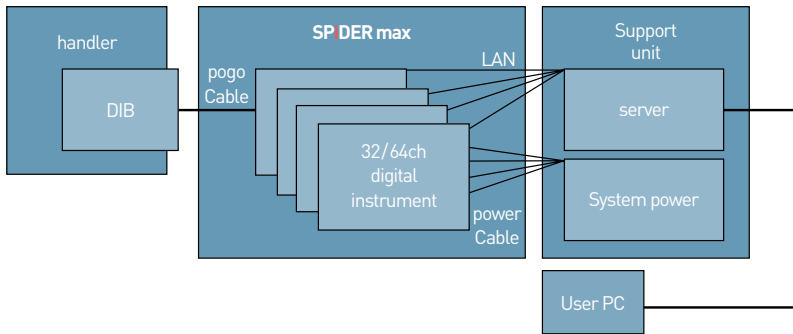 handler
DIB
SPiDER max
pogo
Cable
LAN
32/64ch
digital
instrument
power
Cable
Support
unit
server
System power
User PC